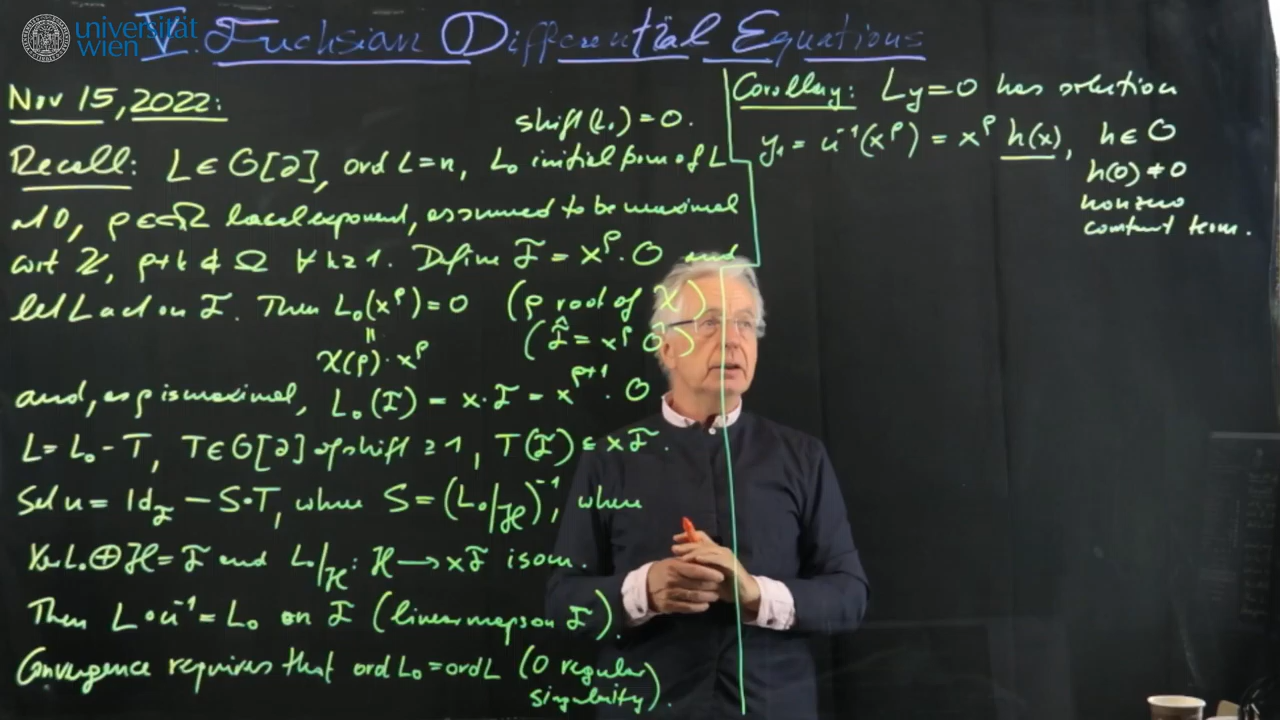 universität
wien
V. Fuchsian Differential Equations
Nov 15, 2022:
shift(L₀) = 0.
Recall: L ∈ O[∂], ord L = n, L₀ initial form of L
at 0, ρ ∈ Ω local exponent, assumed to be maximal
wrt ℤ, ρ+k ∉ Ω ∀ k ≥ 1. Define F = x^ρ · O and
let L act on F. Then L₀(x^ρ) = 0 (ρ root of χ)
=
χ(ρ) · x^ρ
(F̂ = x^ρ Ô)
and, as ρ is maximal, L₀(F) = x · F = x^{ρ+1} · O
L = L₀ - T, T ∈ O[∂] of shift ≥ 1, T(F) ⊆ xF.
Set u = Id_F - S∘T, where S = (L₀/H)^{-1}, where
Ker L₀ ⊕ H = F and L₀/H : H → xF isom.
Then L∘u^{-1} = L₀ on F (linear maps on F).
Convergence requires that ord L₀ = ord L (0 regular
singularity).
Corollary: Ly = 0 has solution
y₁ = u^{-1}(x^ρ) = x^ρ h(x), h ∈ O
h(0) ≠ 0
nonzero
constant term.